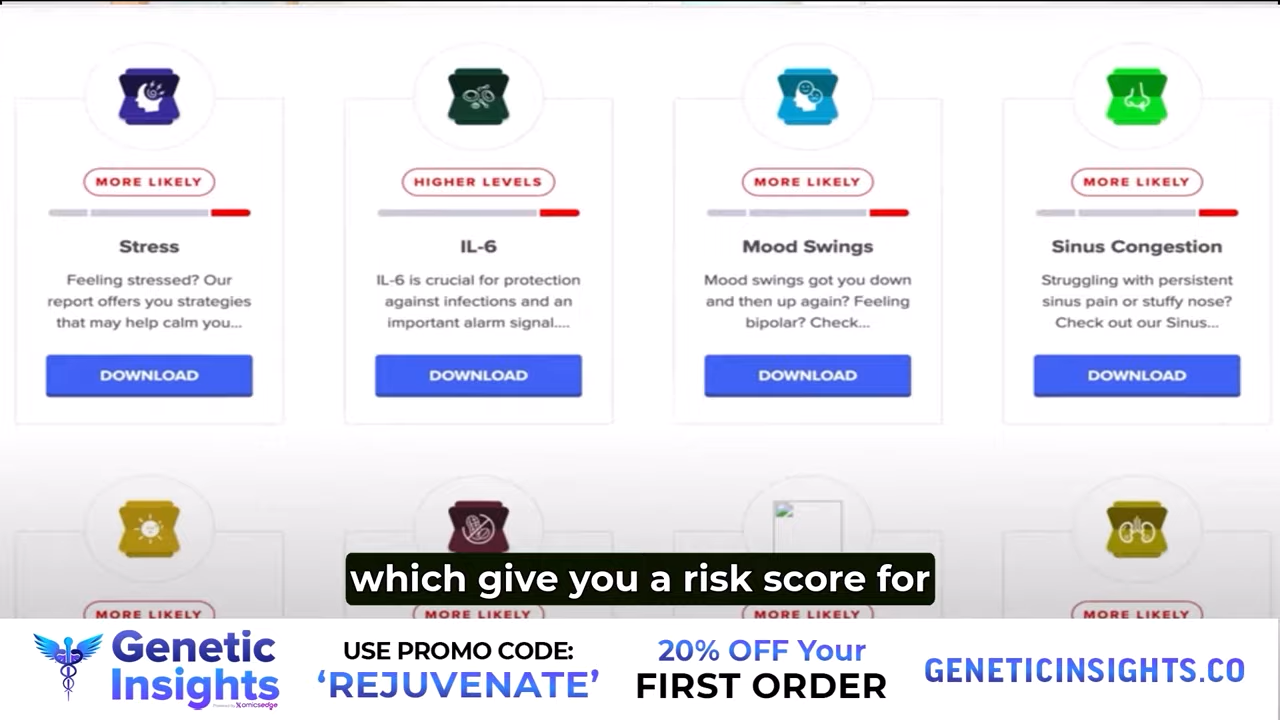 MORE LIKELY
Stress
Feeling stressed? Our
report offers you strategies
that may help calm you...
DOWNLOAD
HIGHER LEVELS
IL-6
IL-6 is crucial for protection
against infections and an
important alarm signal....
DOWNLOAD
MORE LIKELY
Mood Swings
Mood swings got you down
and then up again? Feeling
bipolar? Check...
DOWNLOAD
MORE LIKELY
Sinus Congestion
Struggling with persistent
sinus pain or stuffy nose?
Check out our Sinus...
DOWNLOAD
which give you a risk score for
MORE LIKELY
MORE LIKELY
MORE LIKELY
MORE LIKELY
Genetic
Insights
Powered by Xomicsedge
USE PROMO CODE:
'REJUVENATE'
20% OFF Your
FIRST ORDER
GENETICINSIGHTS.CO